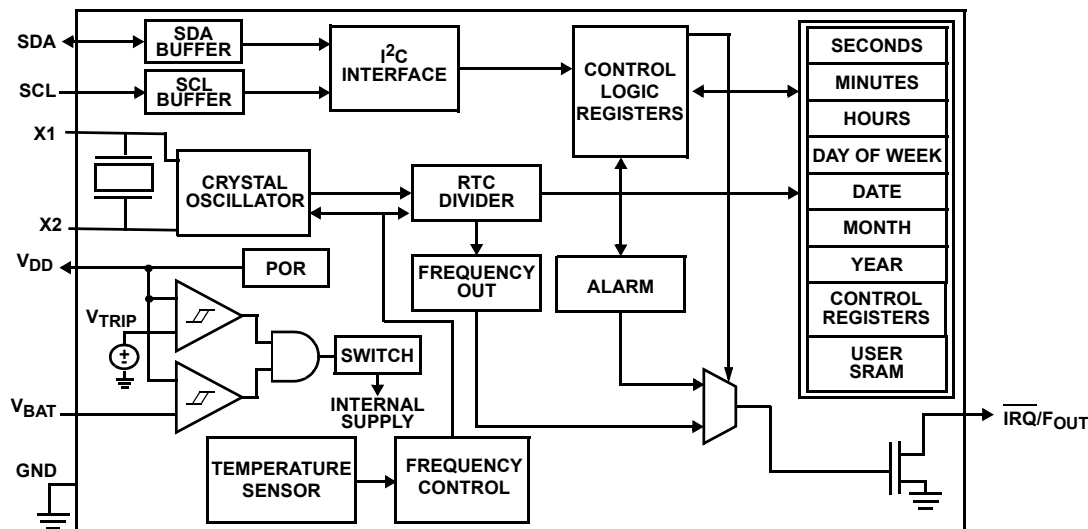 SDA
SDA
BUFFER
SCL
SCL
BUFFER
I²C
INTERFACE
CONTROL
LOGIC
REGISTERS
SECONDS
MINUTES
HOURS
DAY OF WEEK
DATE
MONTH
YEAR
CONTROL
REGISTERS
USER
SRAM
X1
X2
CRYSTAL
OSCILLATOR
RTC
DIVIDER
FREQUENCY
OUT
ALARM
VDD
POR
VTRIP
SWITCH
INTERNAL
SUPPLY
VBAT
GND
TEMPERATURE
SENSOR
FREQUENCY
CONTROL
IRQ/FOUT